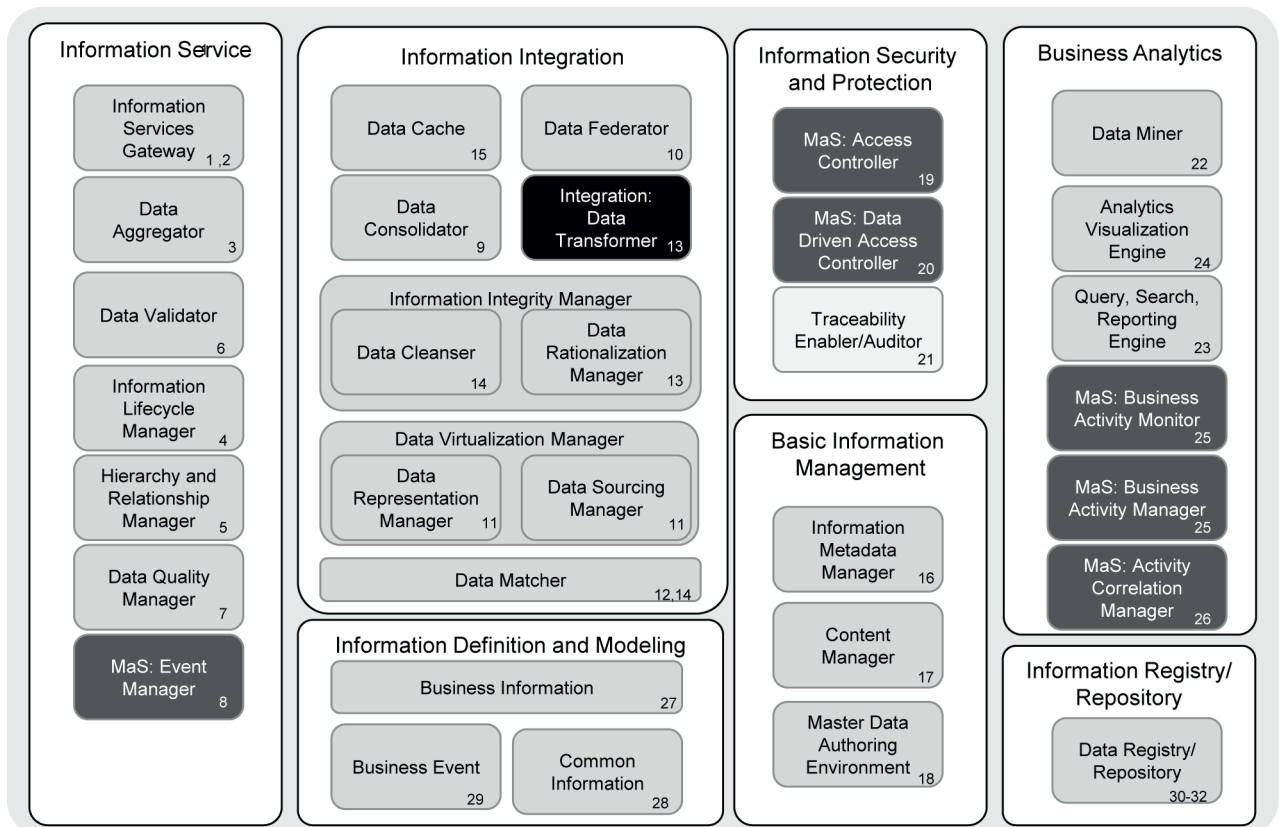 Information Service
Information
Services
Gateway
1 ,2
Data
Aggregator
3
Data Validator
6
Information
Lifecycle
Manager
4
Hierarchy and
Relationship
Manager
5
Data Quality
Manager
7
MaS: Event
Manager
8
Information Integration
Data Cache
15
Data Federator
10
Data
Consolidator
9
Integration:
Data
Transformer
13
Information Integrity Manager
Data Cleanser
14
Data
Rationalization
Manager
13
Data Virtualization Manager
Data
Representation
Manager
11
Data Sourcing
Manager
11
Data Matcher
12,14
Information Definition and Modeling
Business Information
27
Business Event
29
Common
Information
28
Information Security
and Protection
MaS: Access
Controller
19
MaS: Data
Driven Access
Controller
20
Traceability
Enabler/Auditor
21
Basic Information
Management
Information
Metadata
Manager
16
Content
Manager
17
Master Data
Authoring
Environment
18
Business Analytics
Data Miner
22
Analytics
Visualization
Engine
24
Query, Search,
Reporting
Engine
23
MaS: Business
Activity Monitor
25
MaS: Business
Activity Manager
25
MaS: Activity
Correlation
Manager
26
Information Registry/
Repository
Data Registry/
Repository
30-32